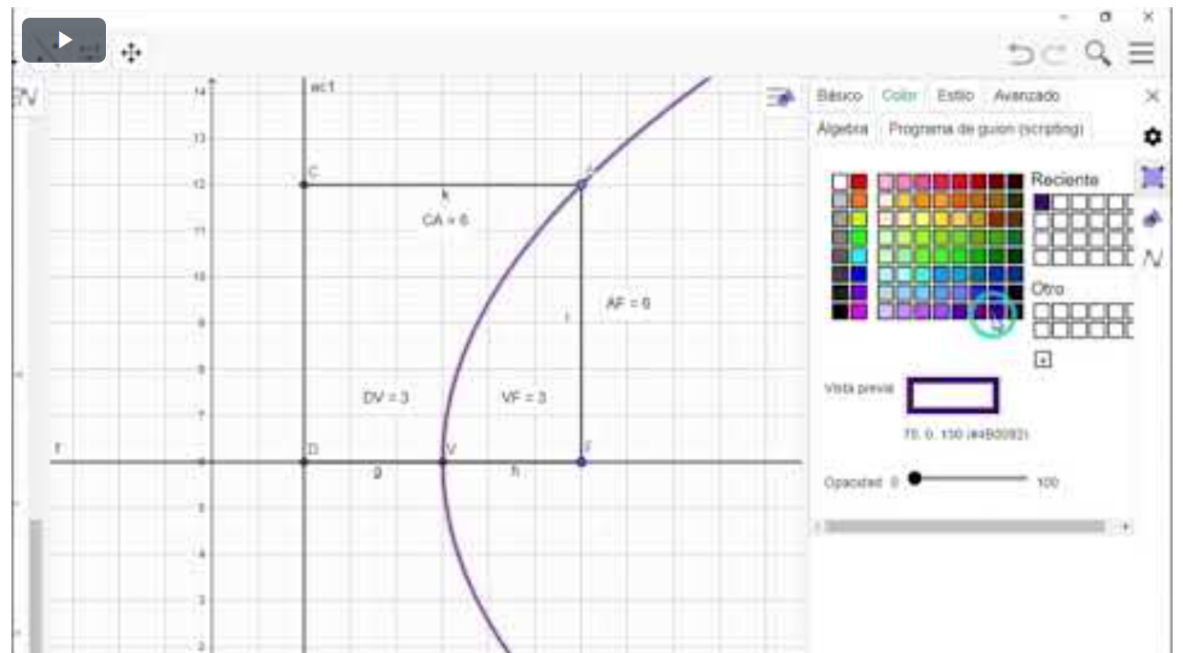 Básico Color Estilo Avanzado
Álgebra Programa de guion (scripting)
Reciente
Otro
Vista previa
75, 0, 130 (#4B0082)
Opacidad 0 100
ec1
14
13
12
11
10
9
8
7
6
5
4
3
2
C
A
k
CA = 6
AF = 6
DV = 3
VF = 3
f
D
V
F
g
h